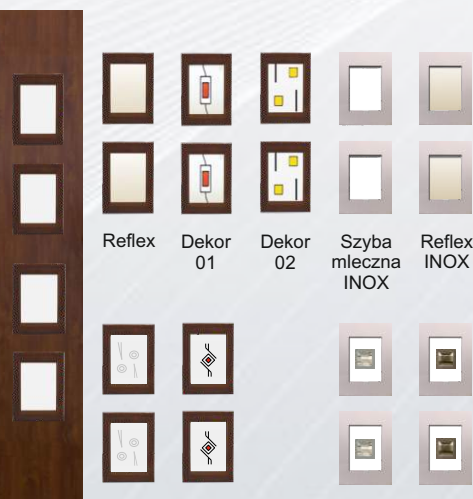 Reflex
Dekor
01
Dekor
02
Szyba
mleczna
INOX
Reflex
INOX